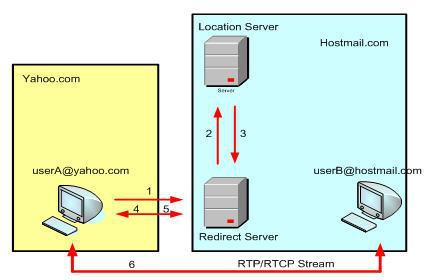 Location Server
Hostmail.com
Yahoo.com
Server
2
3
userA@yahoo.com
userB@hostmail.com
1
4
5
Redirect Server
6
RTP/RTCP Stream